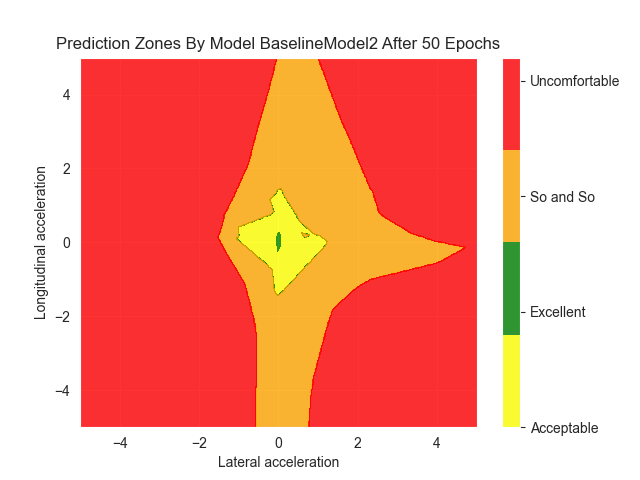 Prediction Zones By Model BaselineModel2 After 50 Epochs
4
2
0
−2
−4
Longitudinal acceleration
−4 −2 0 2 4
Lateral acceleration
Uncomfortable
So and So
Excellent
Acceptable